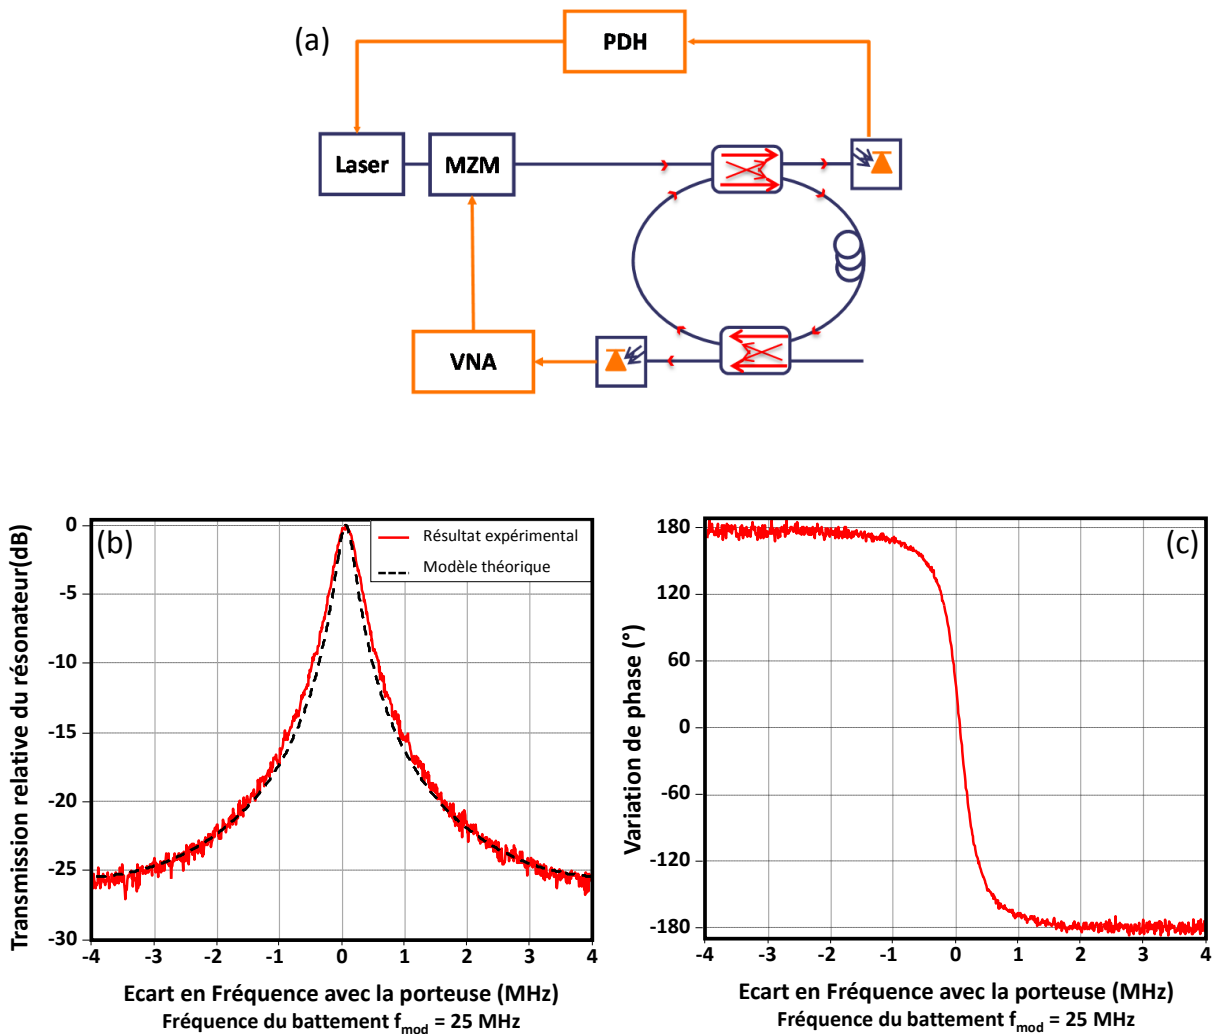 (a)
PDH
Laser
MZM
VNA
(b)
Résultat expérimental
Modèle théorique
Transmission relative du résonateur(dB)
0
-5
-10
-15
-20
-25
-30
-4 -3 -2 -1 0 1 2 3 4
Ecart en Fréquence avec la porteuse (MHz)
Fréquence du battement fmod = 25 MHz
(c)
Variation de phase (°)
180
120
60
0
-60
-120
-180
-4 -3 -2 -1 0 1 2 3 4
Ecart en Fréquence avec la porteuse (MHz)
Fréquence du battement fmod = 25 MHz